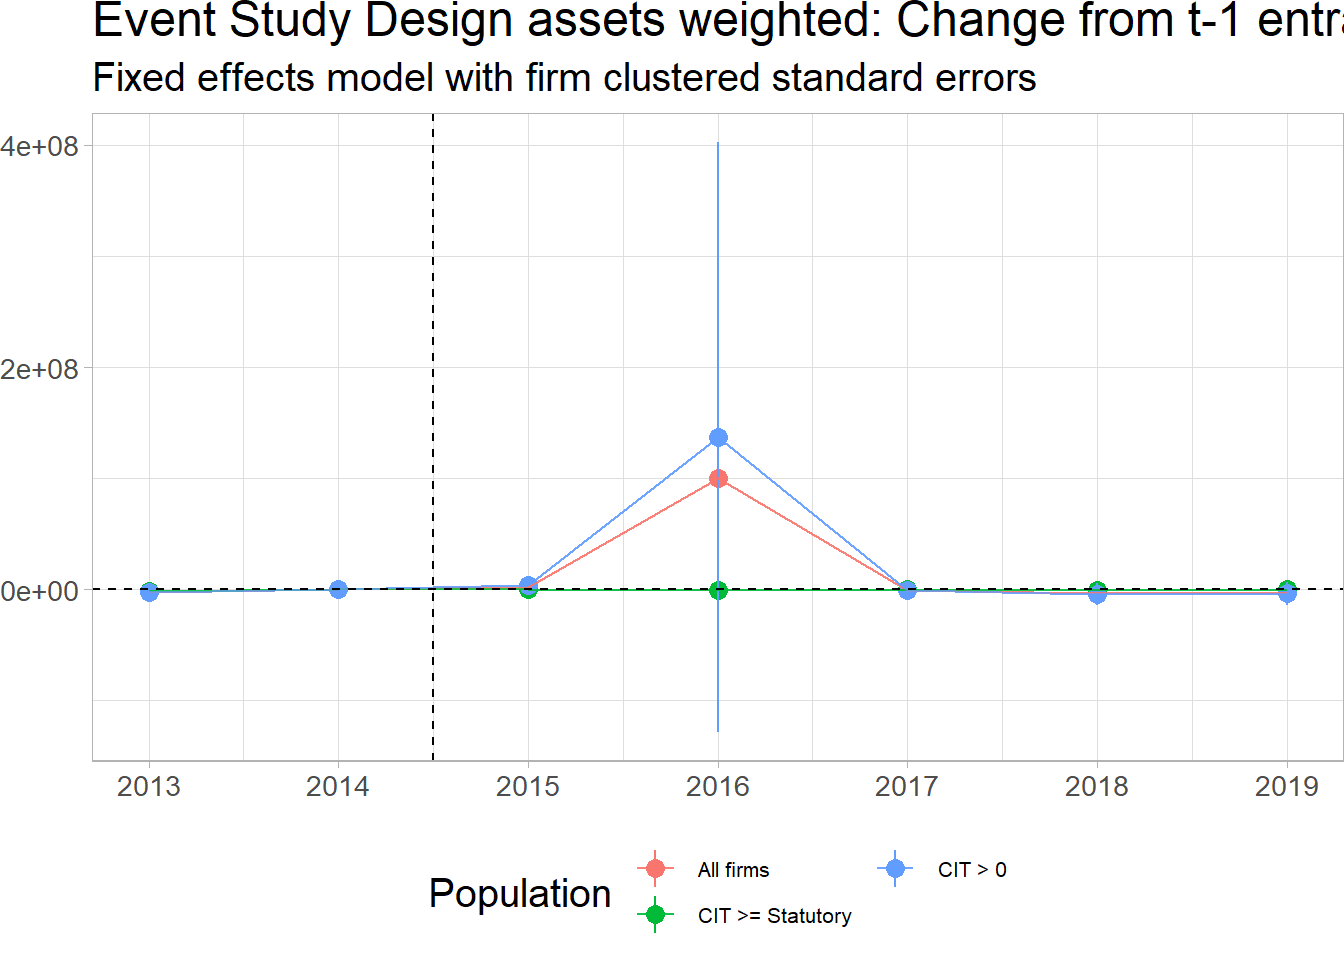 Event Study Design assets weighted: Change from t-1 entra
Fixed effects model with firm clustered standard errors
4e+08
2e+08
0e+00
2013 2014 2015 2016 2017 2018 2019
Population
All firms
CIT > 0
CIT >= Statutory